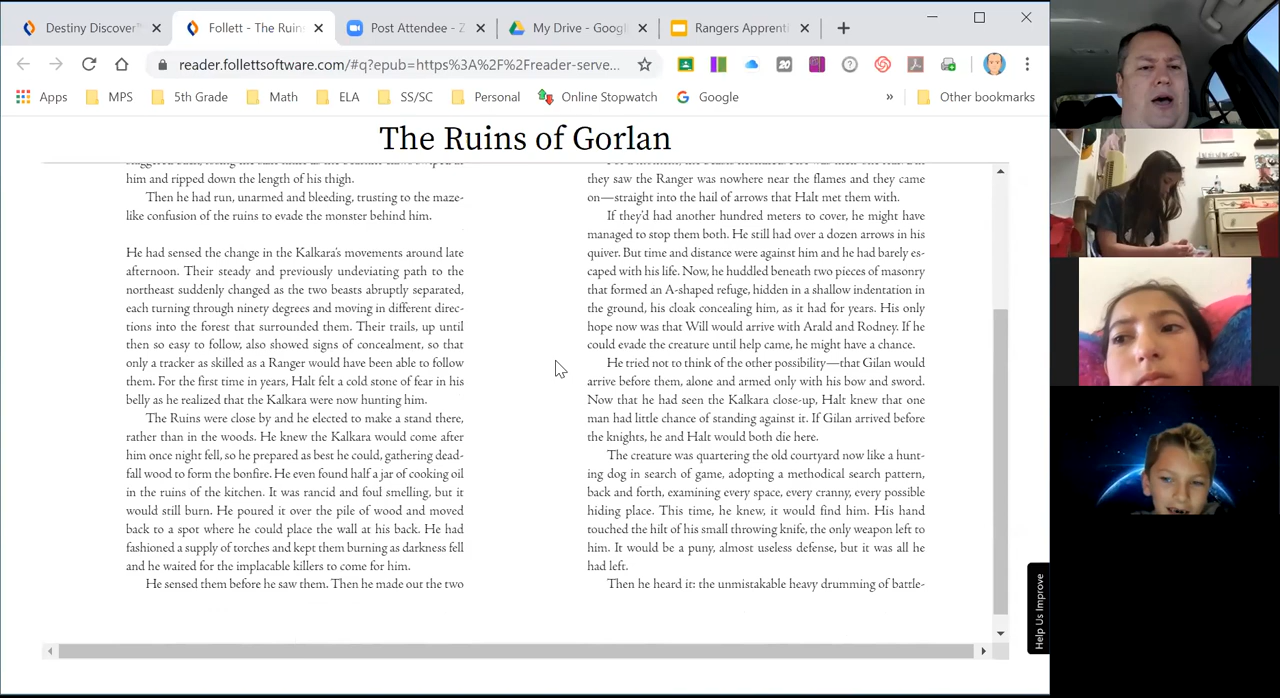 Destiny Discover
Follett - The Ruin
Post Attendee - Z
My Drive - Goog
Rangers Apprenti
reader.follettsoftware.com/#q?epub=https%3A%2F%2Freader-serve...
20
Apps
MPS
5th Grade
Math
ELA
SS/SC
Personal
Online Stopwatch
Google
»
Other bookmarks
The Ruins of Gorlan
him and ripped down the length of his thigh.
Then he had run, unarmed and bleeding, trusting to the maze-
like confusion of the ruins to evade the monster behind him.
He had sensed the change in the Kalkara's movements around late
afternoon. Their steady and previously undeviating path to the
northeast suddenly changed as the two beasts abruptly separated,
each turning through ninety degrees and moving in different direc-
tions into the forest that surrounded them. Their trails, up until
then so easy to follow, also showed signs of concealment, so that
only a tracker as skilled as a Ranger would have been able to follow
them. For the first time in years, Halt felt a cold stone of fear in his
belly as he realized that the Kalkara were now hunting him.
The Ruins were close by and he elected to make a stand there,
rather than in the woods. He knew the Kalkara would come after
him once night fell, so he prepared as best he could, gathering dead-
fall wood to form the bonfire. He even found half a jar of cooking oil
in the ruins of the kitchen. It was rancid and foul smelling, but it
would still burn. He poured it over the pile of wood and moved
back to a spot where he could place the wall at his back. He had
fashioned a supply of torches and kept them burning as darkness fell
and he waited for the implacable killers to come for him.
He sensed them before he saw them. Then he made out the two
they saw the Ranger was nowhere near the flames and they came
on—straight into the hail of arrows that Halt met them with.
If they'd had another hundred meters to cover, he might have
managed to stop them both. He still had over a dozen arrows in his
quiver. But time and distance were against him and he had barely es-
caped with his life. Now, he huddled beneath two pieces of masonry
that formed an A-shaped refuge, hidden in a shallow indentation in
the ground, his cloak concealing him, as it had for years. His only
hope now was that Will would arrive with Arald and Rodney. If he
could evade the creature until help came, he might have a chance.
He tried not to think of the other possibility—that Gilan would
arrive before them, alone and armed only with his bow and sword.
Now that he had seen the Kalkara close-up, Halt knew that one
man had little chance of standing against it. If Gilan arrived before
the knights, he and Halt would both die here.
The creature was quartering the old courtyard now like a hunt-
ing dog in search of game, adopting a methodical search pattern,
back and forth, examining every space, every cranny, every possible
hiding place. This time, he knew, it would find him. His hand
touched the hilt of his small throwing knife, the only weapon left to
him. It would be a puny, almost useless defense, but it was all he
had left.
Then he heard it: the unmistakable heavy drumming of battle-
Help Us Improve